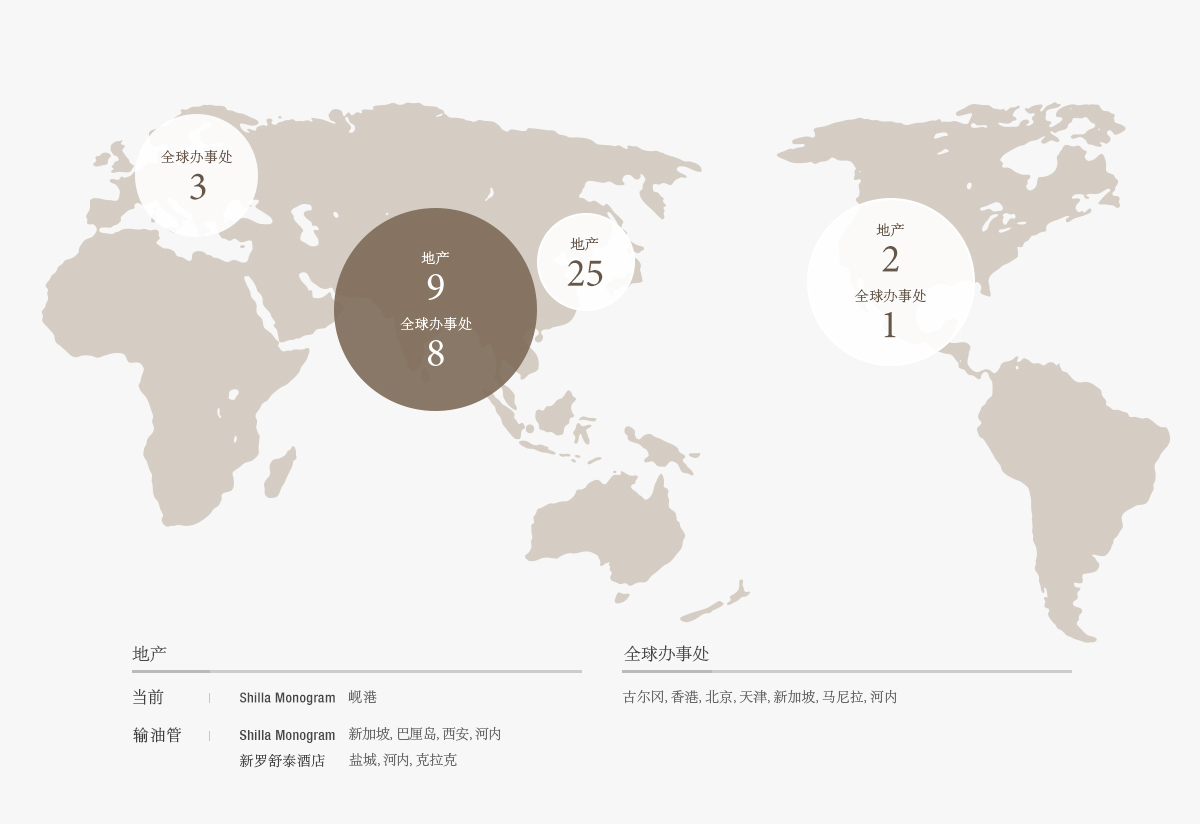 全球办事处
3
地产
9
全球办事处
8
地产
25
地产
2
全球办事处
1
地产
当前 Shilla Monogram 岘港
输油管 Shilla Monogram 新加坡, 巴厘岛, 西安, 河内
新罗舒泰酒店 盐城, 河内, 克拉克
全球办事处
古尔冈, 香港, 北京, 天津, 新加坡, 马尼拉, 河内